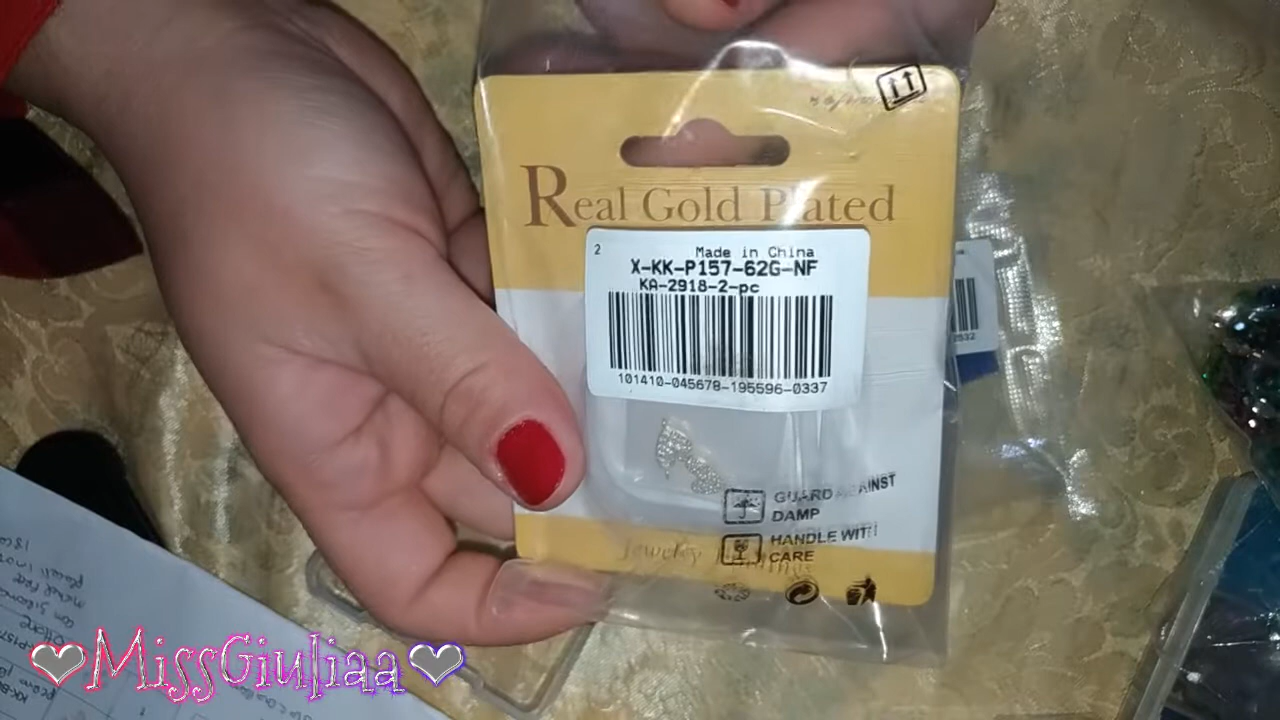 Real Gold Plated
2
Made in China
X-KK-P157-62G-NF
KA-2918-2-pc
101410-045678-195596-0337
GUARD AGAINST
DAMP
HANDLE WITH
CARE
Jewelry
MissGiuliaa